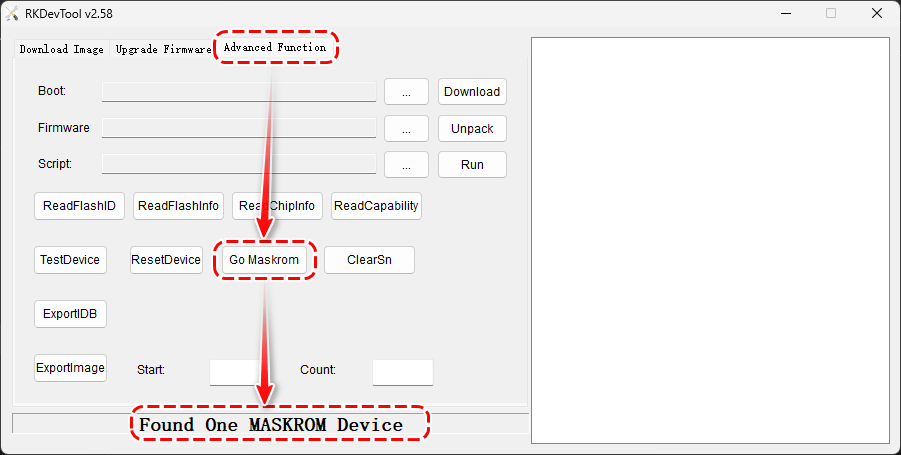 RKDevTool v2.58
Download Image Upgrade Firmware Advanced Function
Boot: ... Download
Firmware ... Unpack
Script: ... Run
ReadFlashID ReadFlashInfo ReadChipInfo ReadCapability
TestDevice ResetDevice Go Maskrom ClearSn
ExportIDB
ExportImage Start: Count:
Found One MASKROM Device